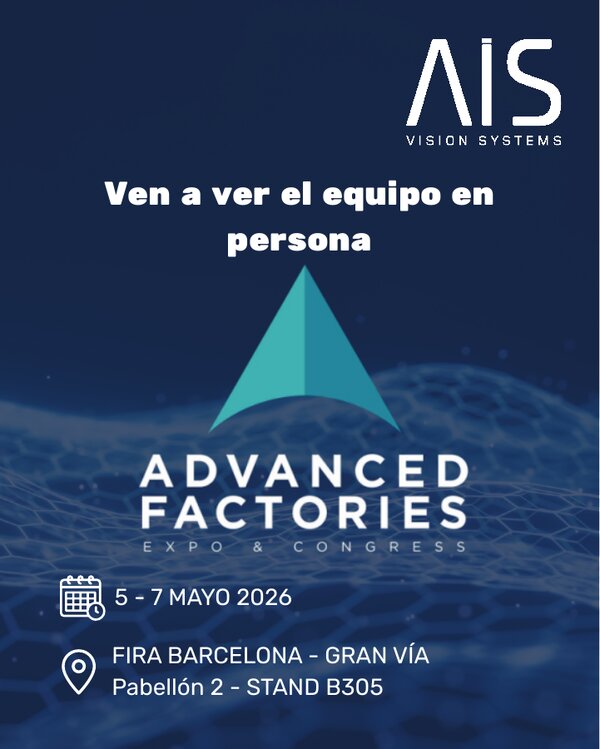 AIS
VISION SYSTEMS
Ven a ver el equipo en
persona
ADVANCED
FACTORIES
EXPO & CONGRESS
5 - 7 MAYO 2026
FIRA BARCELONA - GRAN VÍA
Pabellón 2 - STAND B305